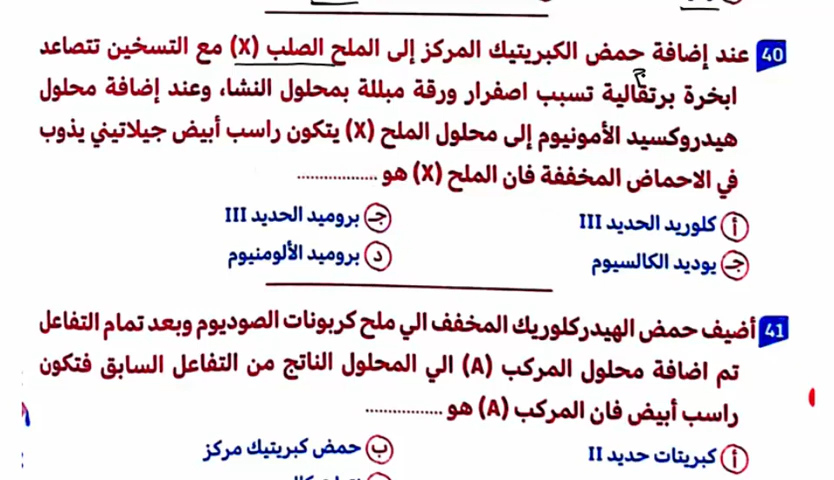 40 عند إضافة حمض الكبريتيك المركز إلى الملح الصلب (X) مع التسخين تتصاعد
ابخرة برتقالية تسبب اصفرار ورقة مبللة بمحلول النشا، وعند إضافة محلول
هيدروكسيد الأمونيوم إلى محلول الملح (X) يتكون راسب أبيض جيلاتيني يذوب
في الاحماض المخففة فان الملح (X) هو ..................
أ كلوريد الحديد III
جـ بروميد الحديد III
جـ يوديد الكالسيوم
د بروميد الألومنيوم
41 أضيف حمض الهيدركلوريك المخفف الي ملح كربونات الصوديوم وبعد تمام التفاعل
تم اضافة محلول المركب (A) الي المحلول الناتج من التفاعل السابق فتكون
راسب أبيض فان المركب (A) هو ..................
أ كبريتات حديد II
ب حمض كبريتيك مركز